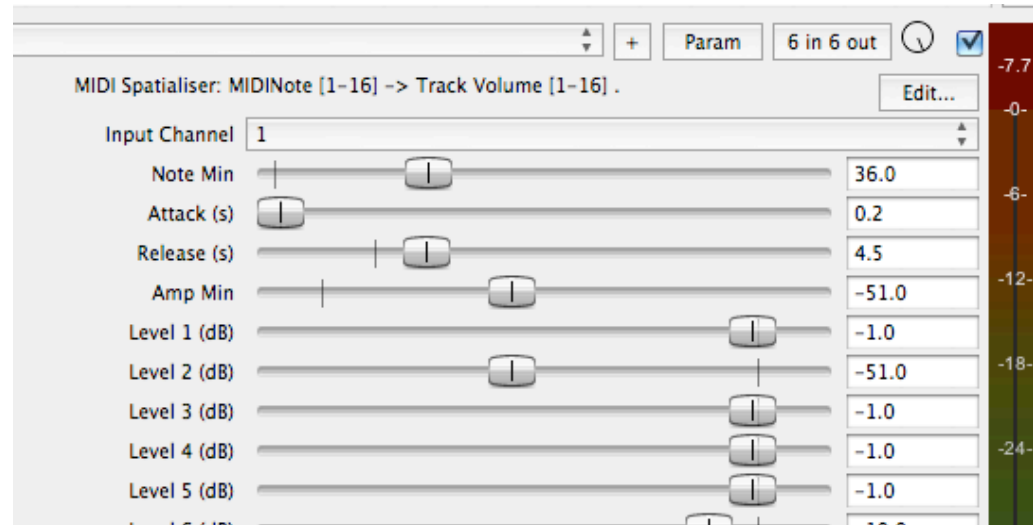 + Param 6 in 6 out
MIDI Spatialiser: MIDINote [1-16] -> Track Volume [1-16] .
Edit...
Input Channel 1
Note Min 36.0
Attack (s) 0.2
Release (s) 4.5
Amp Min -51.0
Level 1 (dB) -1.0
Level 2 (dB) -51.0
Level 3 (dB) -1.0
Level 4 (dB) -1.0
Level 5 (dB) -1.0
-7.7
-0-
-6-
-12-
-18-
-24-